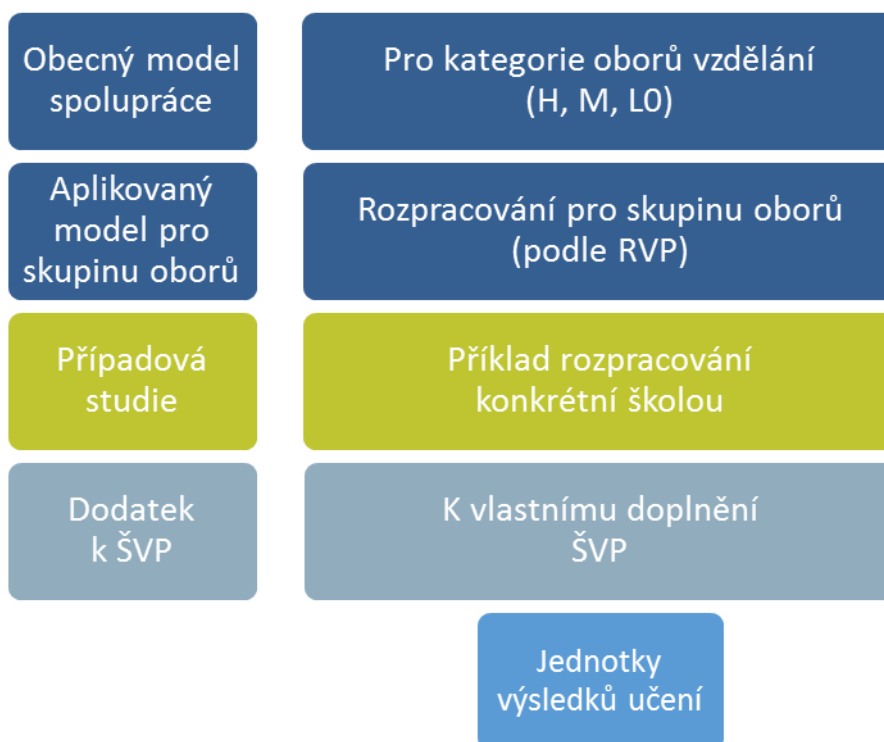 Obecný model
spolupráce
Pro kategorie oborů vzdělání
(H, M, L0)
Aplikovaný
model pro
skupinu oborů
Rozpracování pro skupinu oborů
(podle RVP)
Případová
studie
Příklad rozpracování
konkrétní školou
Dodatek
k ŠVP
K vlastnímu doplnění
ŠVP
Jednotky
výsledků učení